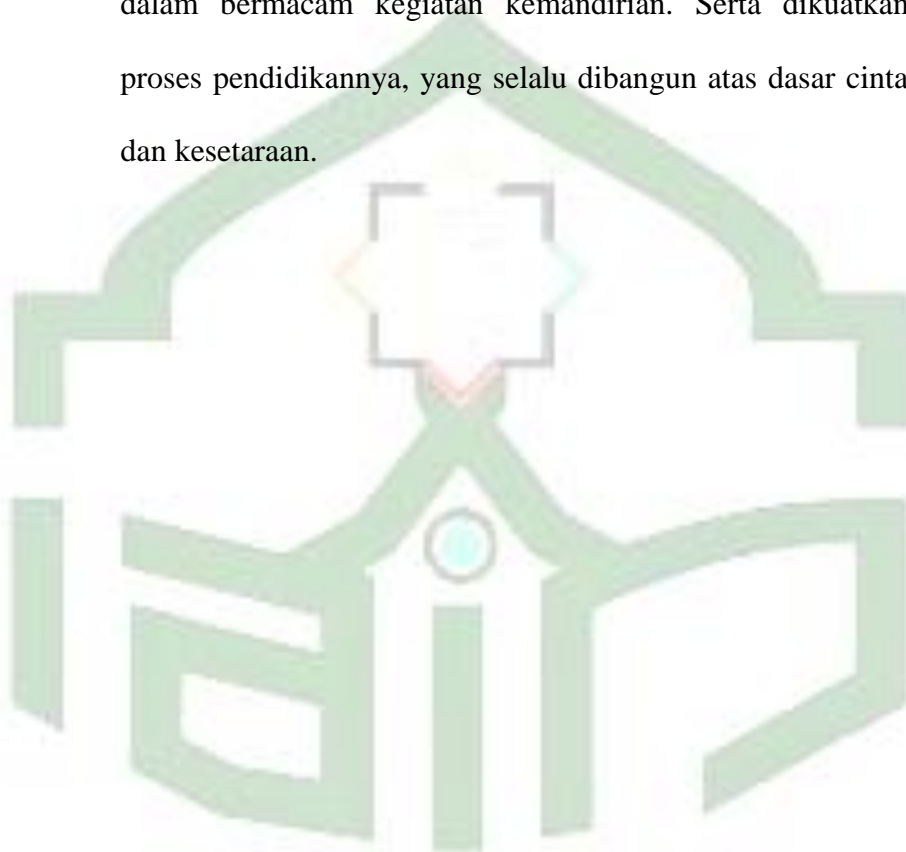 dalam bermacam kegiatan kemandirian. Serta dikuatkan
proses pendidikannya, yang selalu dibangun atas dasar cinta
dan kesetaraan.